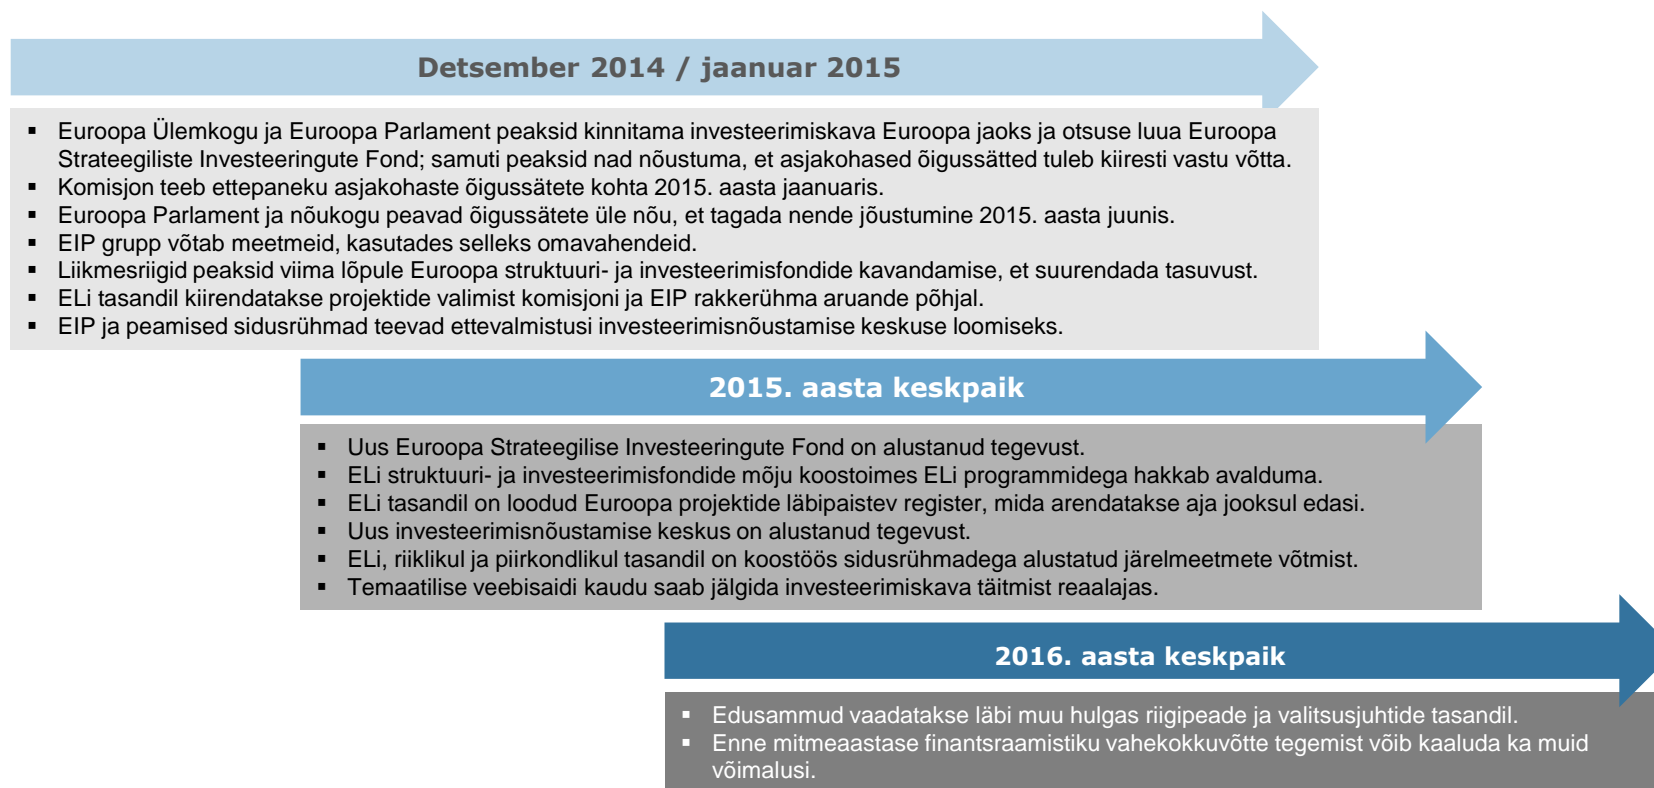 Detsember 2014 / jaanuar 2015
▪ Euroopa Ülemkogu ja Euroopa Parlament peaksid kinnitama investeerimiskava Euroopa jaoks ja otsuse luua Euroopa
Strateegiliste Investeeringute Fond; samuti peaksid nad nõustuma, et asjakohased õigussätted tuleb kiiresti vastu võtta.
▪ Komisjon teeb ettepaneku asjakohaste õigussätete kohta 2015. aasta jaanuaris.
▪ Euroopa Parlament ja nõukogu peavad õigussätete üle nõu, et tagada nende jõustumine 2015. aasta juunis.
▪ EIP grupp võtab meetmeid, kasutades selleks omavahendeid.
▪ Liikmesriigid peaksid viima lõpule Euroopa struktuuri- ja investeerimisfondide kavandamise, et suurendada tasuvust.
▪ ELi tasandil kiirendatakse projektide valimist komisjoni ja EIP rakkerühma aruande põhjal.
▪ EIP ja peamised sidusrühmad teevad ettevalmistusi investeerimisnõustamise keskuse loomiseks.
2015. aasta keskpaik
▪ Uus Euroopa Strateegilise Investeeringute Fond on alustanud tegevust.
▪ ELi struktuuri- ja investeerimisfondide mõju koostoimes ELi programmidega hakkab avalduma.
▪ ELi tasandil on loodud Euroopa projektide läbipaistev register, mida arendatakse aja jooksul edasi.
▪ Uus investeerimisnõustamise keskus on alustanud tegevust.
▪ ELi, riiklikul ja piirkondlikul tasandil on koostöös sidusrühmadega alustatud järelmeetmete võtmist.
▪ Temaatilise veebisaidi kaudu saab jälgida investeerimiskava täitmist reaalajas.
2016. aasta keskpaik
▪ Edusammud vaadatakse läbi muu hulgas riigipeade ja valitsusjuhtide tasandil.
▪ Enne mitmeaastase finantsraamistiku vahekokkuvõtte tegemist võib kaaluda ka muid
võimalusi.